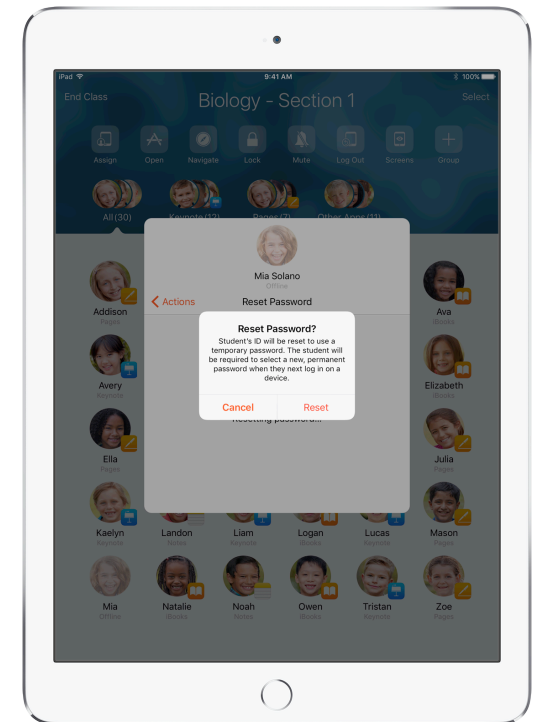 iPad 9:41 AM 100%
End Class Biology - Section 1 Select
Assign Open Navigate Lock Mute Log Out Screens Group
All (30) Keynote (12) Pages (7) Other Apps (11)
Mia Solano
Offline
Actions Reset Password
Addison Ava
Pages iBooks
Reset Password?
Student's ID will be reset to use a
temporary password. The student will
be required to select a new, permanent
password when they next log in on a
device.
Cancel Reset
Resetting password...
Avery Elizabeth
Keynote iBooks
Ella Julia
Pages Pages
Kaelyn Landon Liam Logan Lucas Mason
Keynote Notes Keynote iBooks Keynote Pages
Mia Natalie Noah Owen Tristan Zoe
Offline iBooks Notes iBooks Keynote Pages